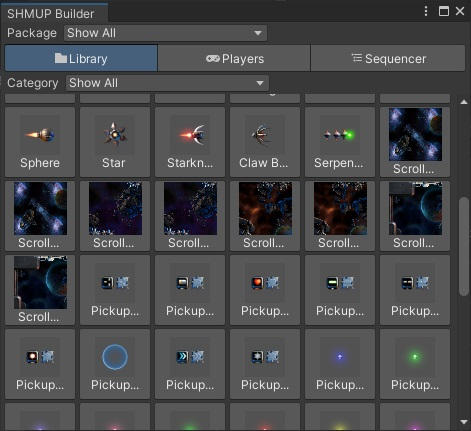 SHMUP Builder
Package Show All
Library Players Sequencer
Category Show All
Sphere Star Starkn... Claw B... Serpen... Scroll...
Scroll... Scroll... Scroll... Scroll... Scroll... Scroll...
Scroll... Pickup... Pickup... Pickup... Pickup... Pickup...
Pickup... Pickup... Pickup... Pickup... Pickup... Pickup...